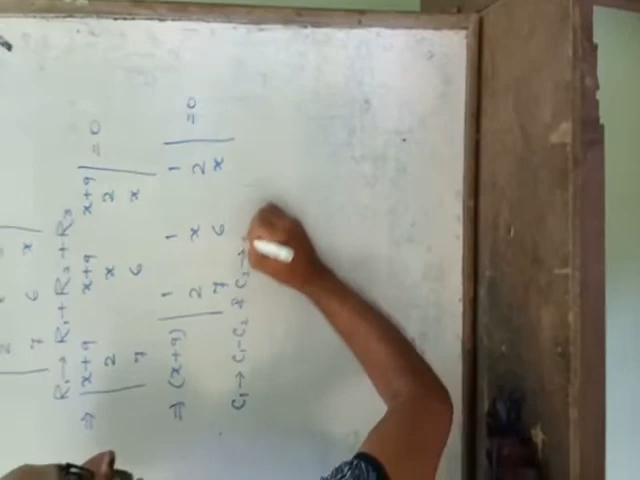 2
7 6 x |
R₁ → R₁ + R₂ + R₃
⇒ | x+9 x+9 x+9 | = 0
2 x 2
7 6 x
⇒ (x+9) | 1 1 1 | = 0
2 x 2
7 6 x
C₁ → C₁ - C₂ & C₂ →